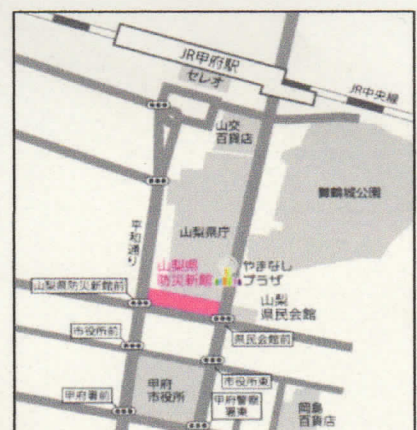 JR甲府駅
セレオ
JR中央線
山交
百貨店
舞鶴城公園
平和通り
山梨県庁
山梨県
防災新館
やまなし
プラザ
山梨県防災新館前
山梨
県民会館
市役所前
県民会館前
市役所東
甲府
市役所
甲府署前
甲府警察
署東
岡島
百貨店